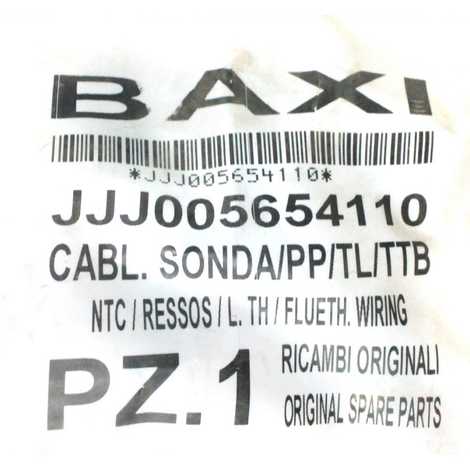 BAXI
*JJJ005654110*
JJJ005654110
CABL. SONDA/PP/TL/TTB
NTC / RESSOS / L. TH / FLUETH. WIRING
PZ.1
RICAMBI ORIGINALI
ORIGINAL SPARE PARTS